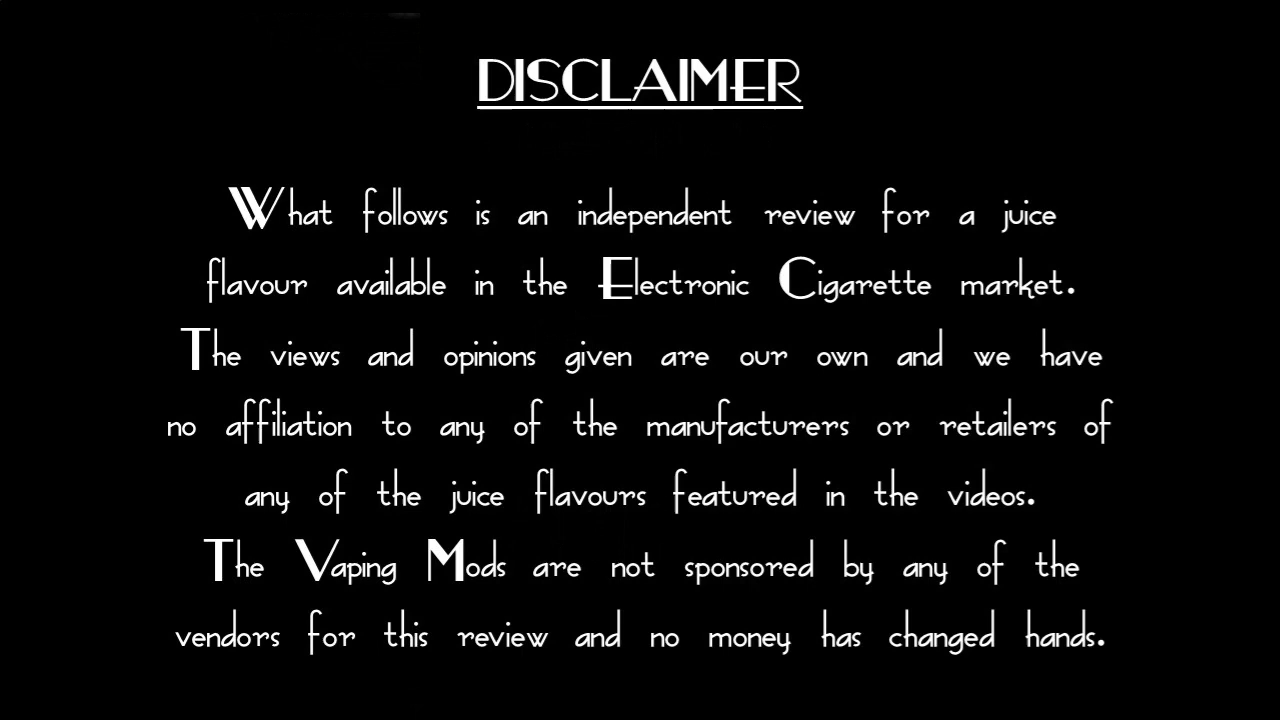 DISCLAIMER
What follows is an independent review for a juice
flavour available in the Electronic Cigarette market.
The views and opinions given are our own and we have
no affiliation to any of the manufacturers or retailers of
any of the juice flavours featured in the videos.
The Vaping Mods are not sponsored by any of the
vendors for this review and no money has changed hands.